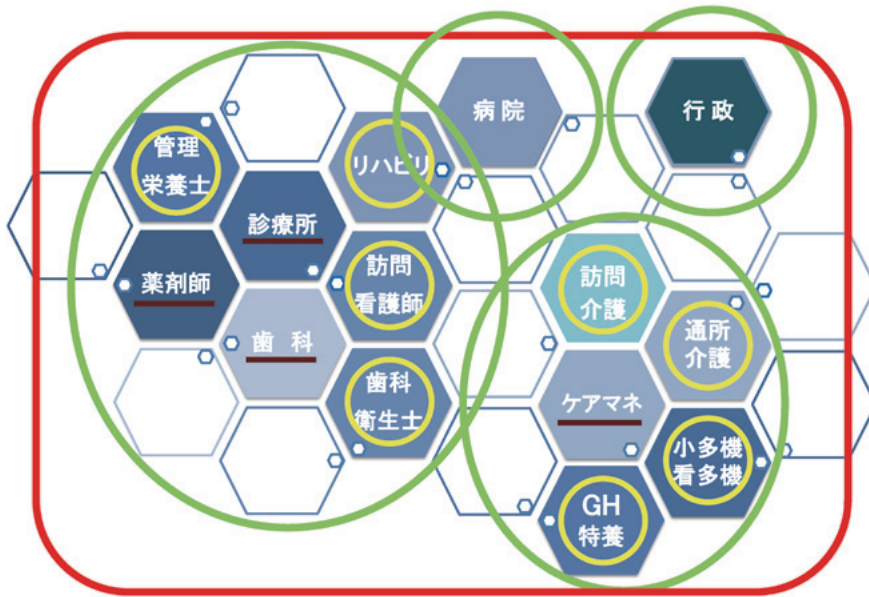 病院
行政
管理
栄養士
リハビリ
診療所
訪問
看護師
薬剤師
歯科
歯科
衛生士
訪問
介護
通所
介護
ケアマネ
小多機
看多機
GH
特養